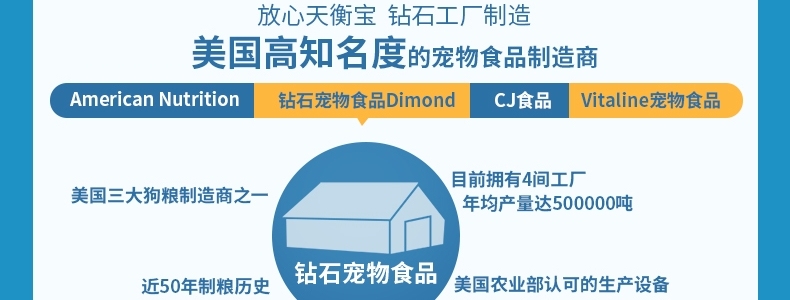 放心天衡宝 钻石工厂制造
美国高知名度的宠物食品制造商
American Nutrition 钻石宠物食品Dimond CJ食品 Vitaline宠物食品
美国三大狗粮制造商之一
目前拥有4间工厂
年均产量达500000吨
钻石宠物食品
近50年制粮历史
美国农业部认可的生产设备